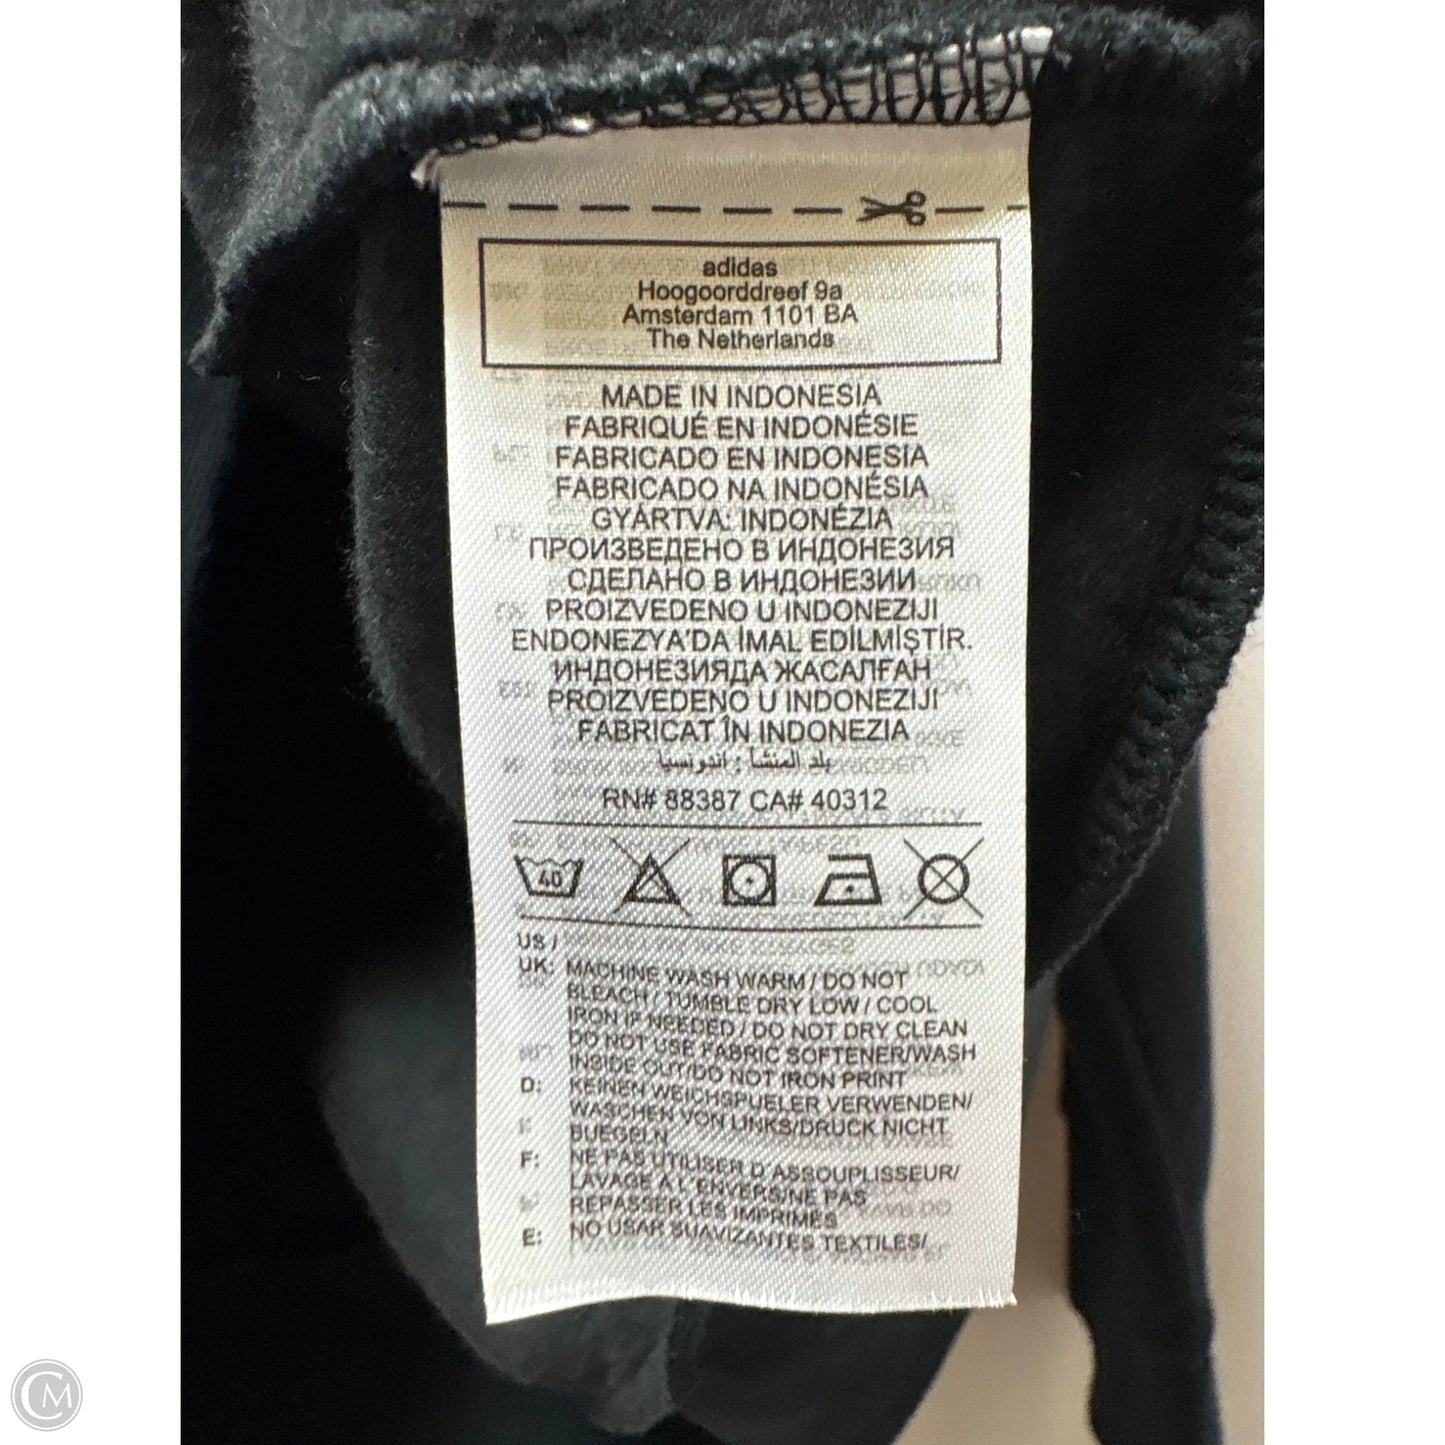 adidas
Hoogoorddreef 9a
Amsterdam 1101 BA
The Netherlands
MADE IN INDONESIA
FABRIQUÉ EN INDONÉSIE
FABRICADO EN INDONESIA
FABRICADO NA INDONÉSIA
GYÁRTVA: INDONÉZIA
ПРОИЗВЕДЕНО В ИНДОНЕЗИЯ
СДЕЛАНО В ИНДОНЕЗИИ
PROIZVEDENO U INDONEZIJI
ENDONEZYA'DA İMAL EDİLMİŞTİR.
ИНДОНЕЗИЯДА ЖАСАЛҒАН
PROIZVEDENO U INDONEZIJI
FABRICAT ÎN INDONEZIA
بلد المنشأ : اندونسيا
RN# 88387 CA# 40312
40
US /
UK: MACHINE WASH WARM / DO NOT
BLEACH / TUMBLE DRY LOW / COOL
IRON IF NEEDED / DO NOT DRY CLEAN
DO NOT USE FABRIC SOFTENER/WASH
INSIDE OUT/DO NOT IRON PRINT
D: KEINEN WEICHSPUELER VERWENDEN/
WASCHEN VON LINKS/DRUCK NICHT
BUEGELN
F: NE PAS UTILISER D'ASSOUPLISSEUR/
LAVAGE A L'ENVERS/NE PAS
REPASSER LES IMPRIMÉS
E: NO USAR SUAVIZANTES TEXTILES/
CM